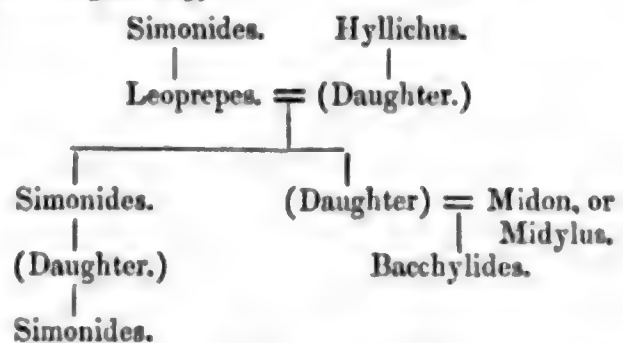 Simonides. Hyllichus.
Leoprepes. = (Daughter.)
Simonides. (Daughter) = Midon, or
Midylus.
(Daughter.) Bacchylides.
Simonides.